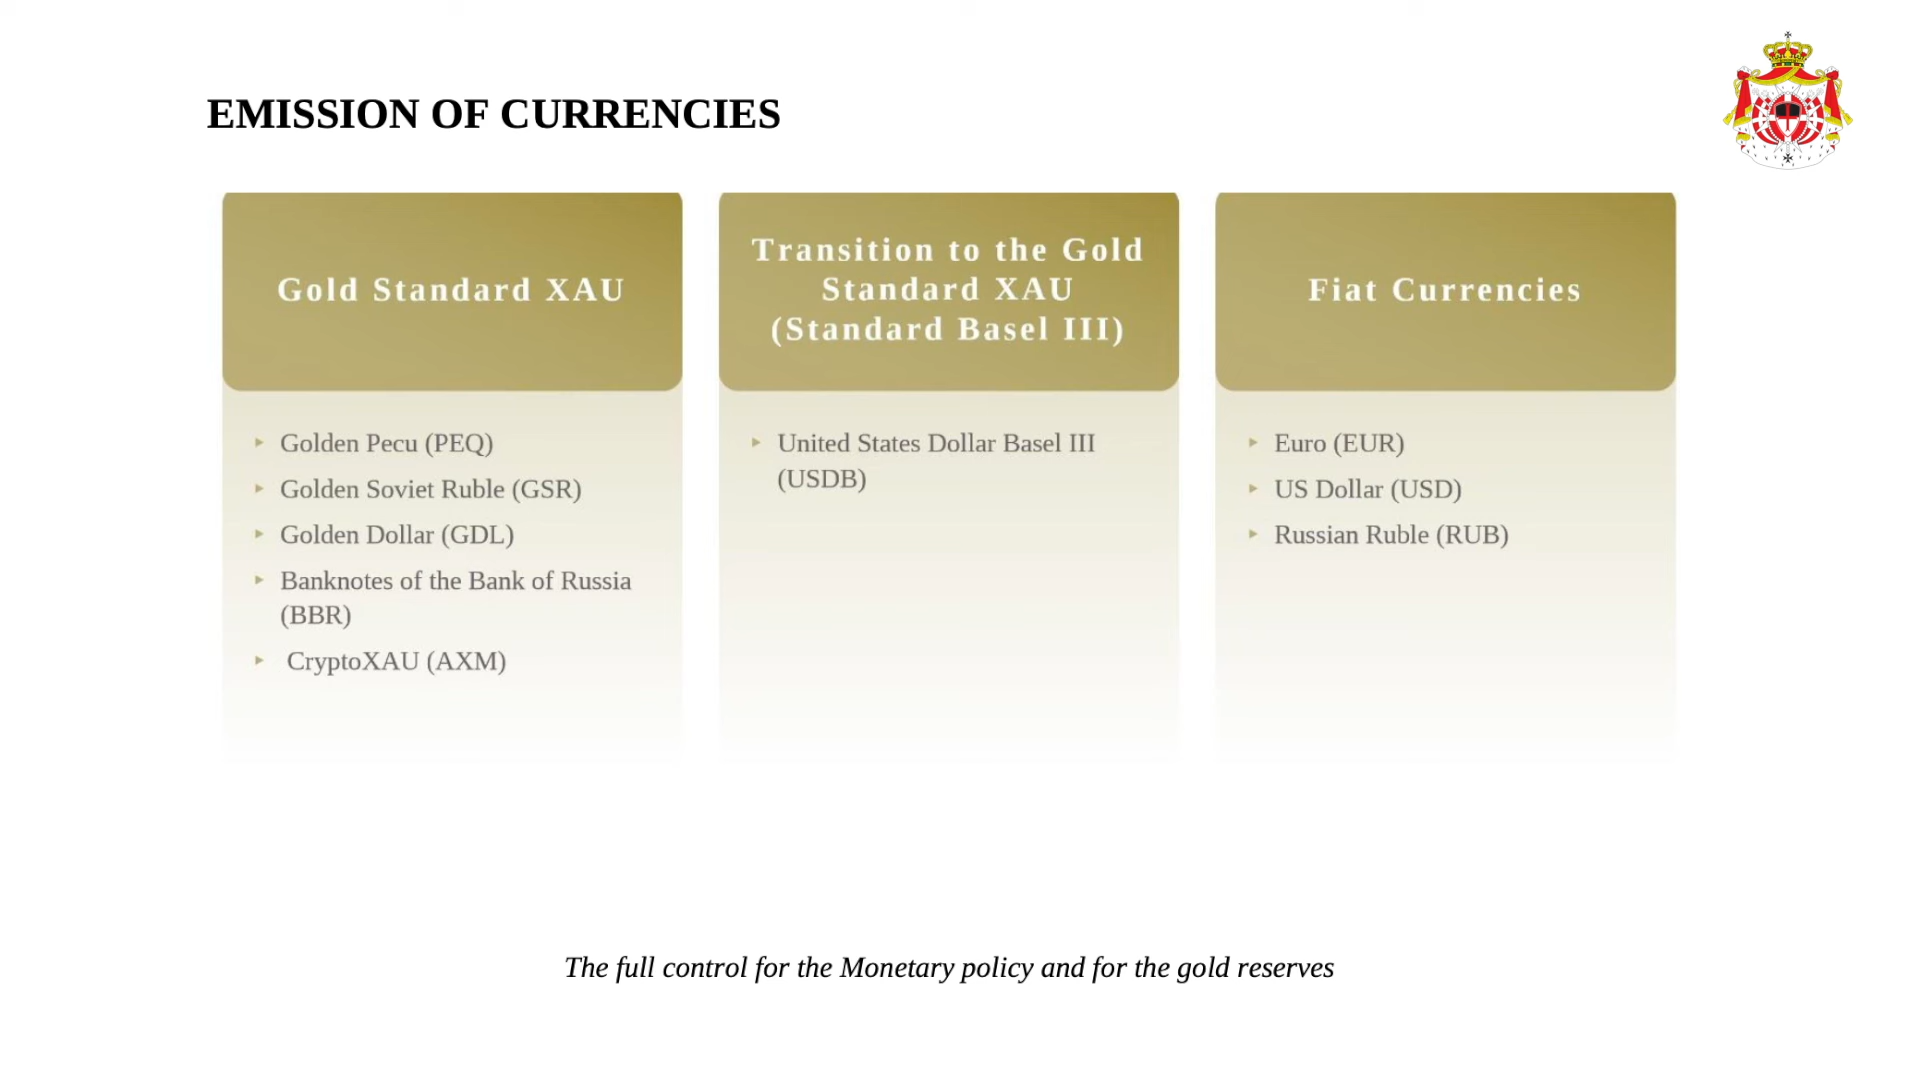 EMISSION OF CURRENCIES
Gold Standard XAU
Golden Pecu (PEQ)
Golden Soviet Ruble (GSR)
Golden Dollar (GDL)
Banknotes of the Bank of Russia
(BBR)
CryptoXAU (AXM)
Transition to the Gold
Standard XAU
(Standard Basel III)
United States Dollar Basel III
(USDB)
Fiat Currencies
Euro (EUR)
US Dollar (USD)
Russian Ruble (RUB)
The full control for the Monetary policy and for the gold reserves